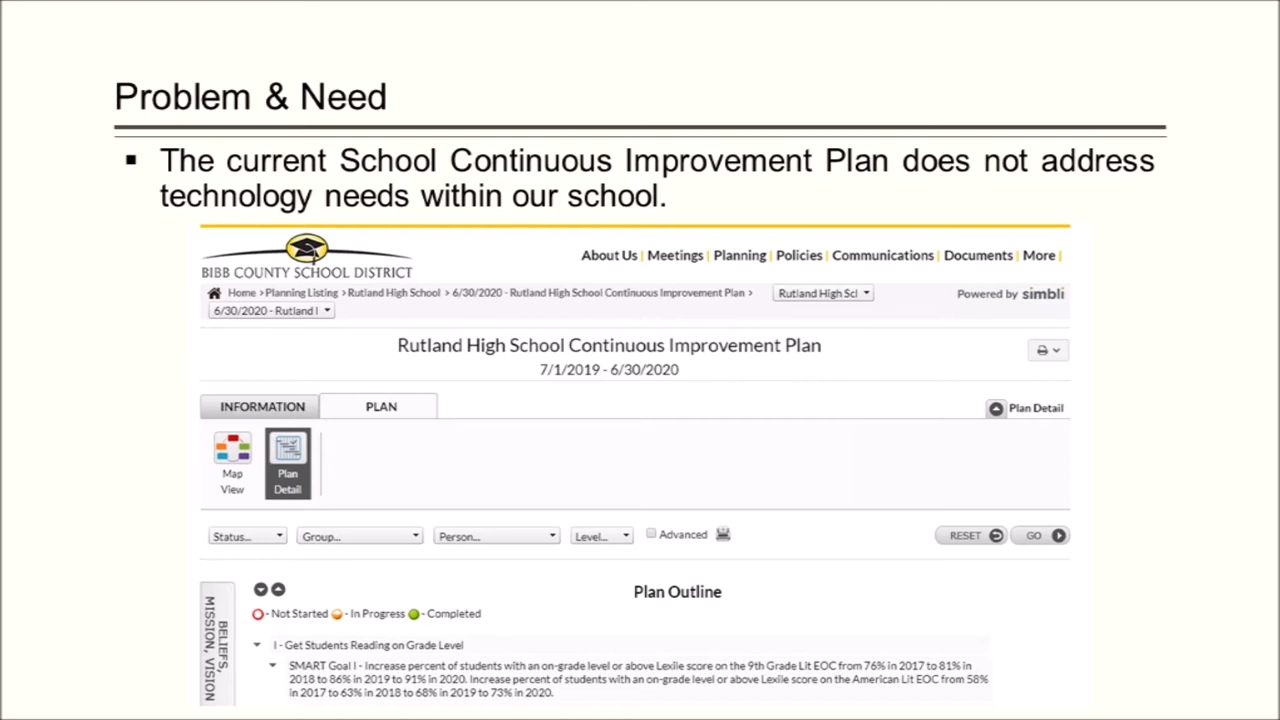 Problem & Need
▪ The current School Continuous Improvement Plan does not address
technology needs within our school.
BIBB COUNTY SCHOOL DISTRICT
About Us | Meetings | Planning | Policies | Communications | Documents | More |
Home > Planning Listing > Rutland High School > 6/30/2020 - Rutland High School Continuous Improvement Plan >
Rutland High Scl
Powered by simbli
6/30/2020 - Rutland I
Rutland High School Continuous Improvement Plan
7/1/2019 - 6/30/2020
INFORMATION
PLAN
Plan Detail
Map
View
Plan
Detail
Status...
Group...
Person...
Level...
Advanced
RESET
GO
BELIEFS,
MISSION, VISION
Plan Outline
- Not Started - In Progress - Completed
I - Get Students Reading on Grade Level
SMART Goal I - Increase percent of students with an on-grade level or above Lexile score on the 9th Grade Lit EOC from 76% in 2017 to 81% in
2018 to 86% in 2019 to 91% in 2020. Increase percent of students with an on-grade level or above Lexile score on the American Lit EOC from 58%
in 2017 to 63% in 2018 to 68% in 2019 to 73% in 2020.